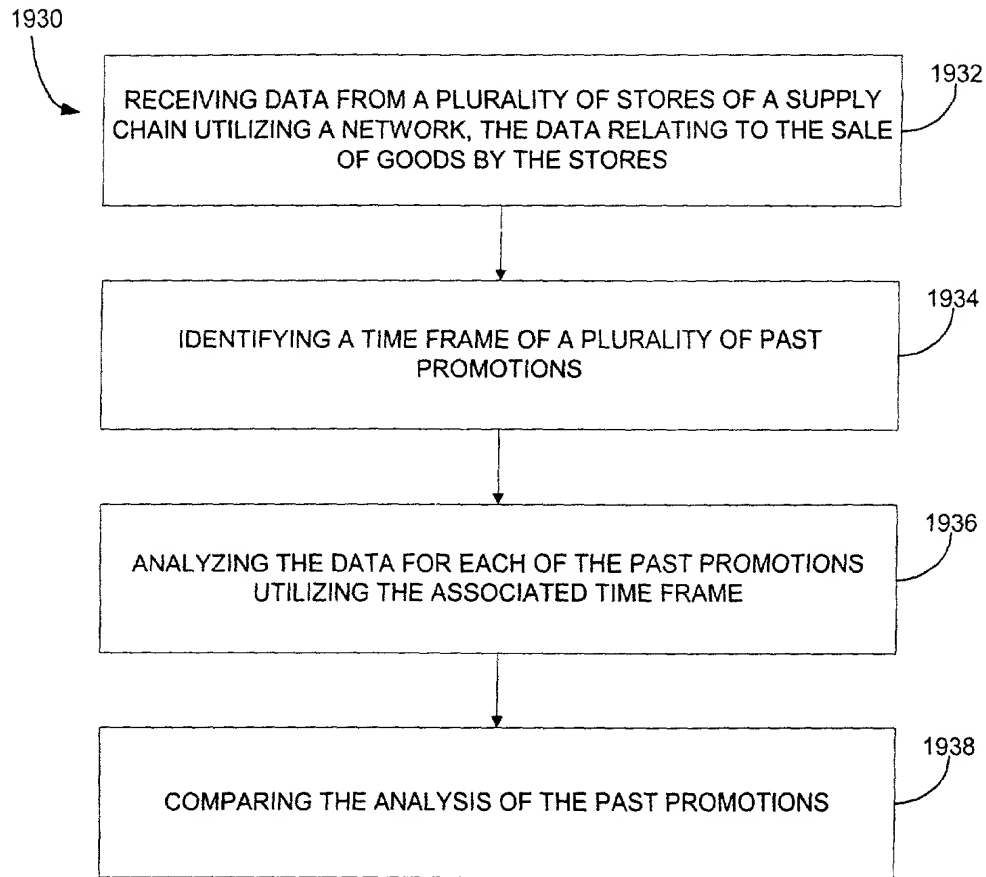 1930
1932
RECEIVING DATA FROM A PLURALITY OF STORES OF A SUPPLY
CHAIN UTILIZING A NETWORK, THE DATA RELATING TO THE SALE
OF GOODS BY THE STORES
1934
IDENTIFYING A TIME FRAME OF A PLURALITY OF PAST
PROMOTIONS
1936
ANALYZING THE DATA FOR EACH OF THE PAST PROMOTIONS
UTILIZING THE ASSOCIATED TIME FRAME
1938
COMPARING THE ANALYSIS OF THE PAST PROMOTIONS